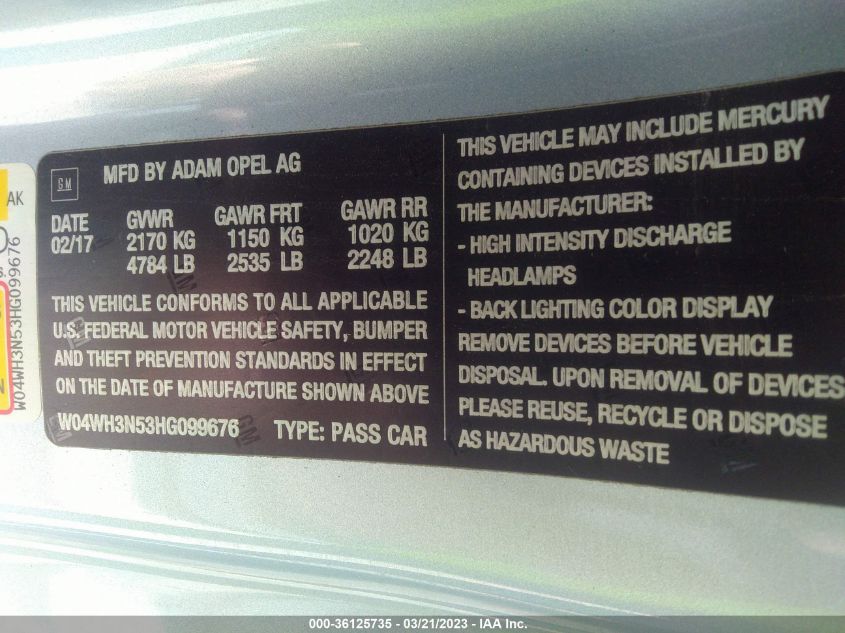 GM
MFD BY ADAM OPEL AG
DATE GVWR GAWR FRT GAWR RR
02/17 2170 KG 1150 KG 1020 KG
4784 LB 2535 LB 2248 LB
THIS VEHICLE CONFORMS TO ALL APPLICABLE
U.S. FEDERAL MOTOR VEHICLE SAFETY, BUMPER
AND THEFT PREVENTION STANDARDS IN EFFECT
ON THE DATE OF MANUFACTURE SHOWN ABOVE
W04WH3N53HG099676 TYPE: PASS CAR
THIS VEHICLE MAY INCLUDE MERCURY
CONTAINING DEVICES INSTALLED BY
THE MANUFACTURER:
- HIGH INTENSITY DISCHARGE
HEADLAMPS
- BACK LIGHTING COLOR DISPLAY
REMOVE DEVICES BEFORE VEHICLE
DISPOSAL. UPON REMOVAL OF DEVICES
PLEASE REUSE, RECYCLE OR DISPOSE
AS HAZARDOUS WASTE
AK
W04WH3N53HG099676
000-36125735 - 03/21/2023 - IAA Inc.